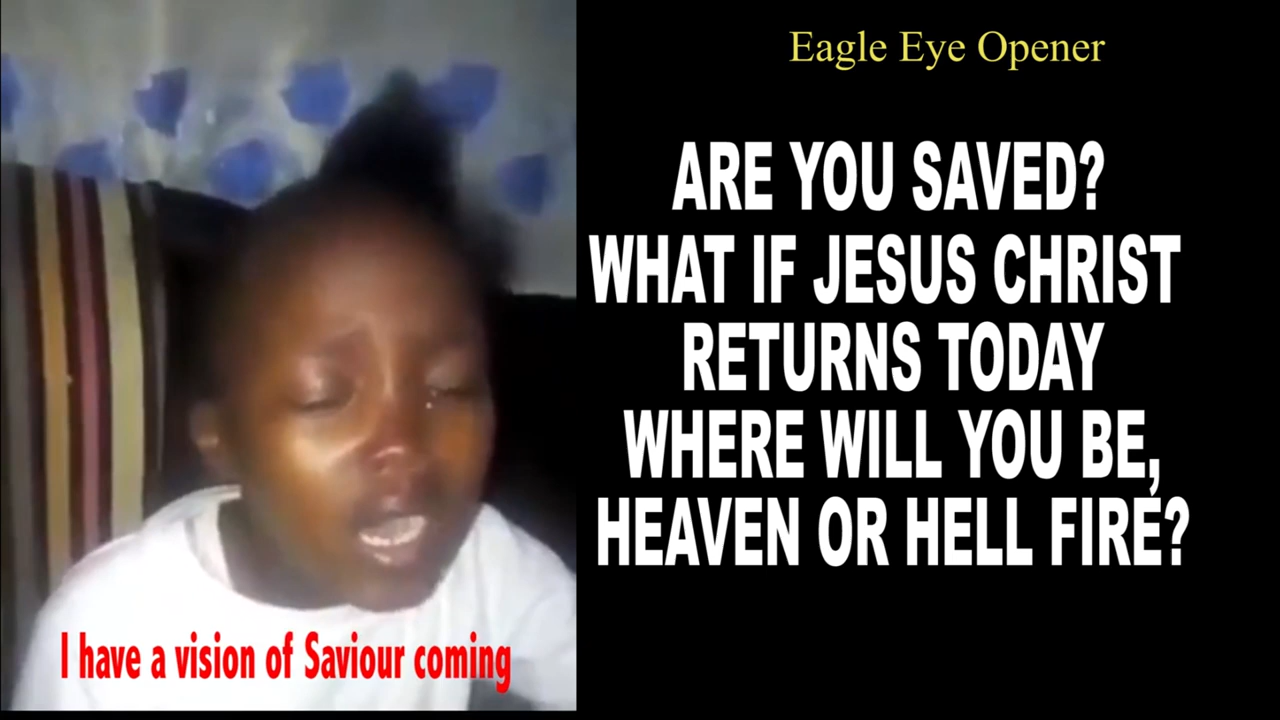 Eagle Eye Opener
ARE YOU SAVED?
WHAT IF JESUS CHRIST
RETURNS TODAY
WHERE WILL YOU BE,
HEAVEN OR HELL FIRE?
I have a vision of Saviour coming